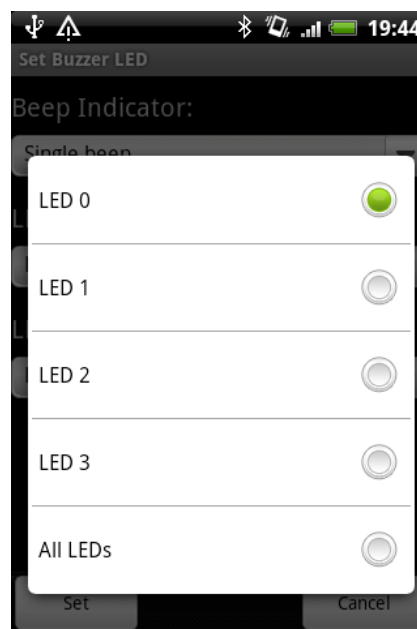 19:44
Set Buzzer LED
Beep Indicator:
Single beep
LED 0
LED 1
LED 2
LED 3
All LEDs
Set
Cancel